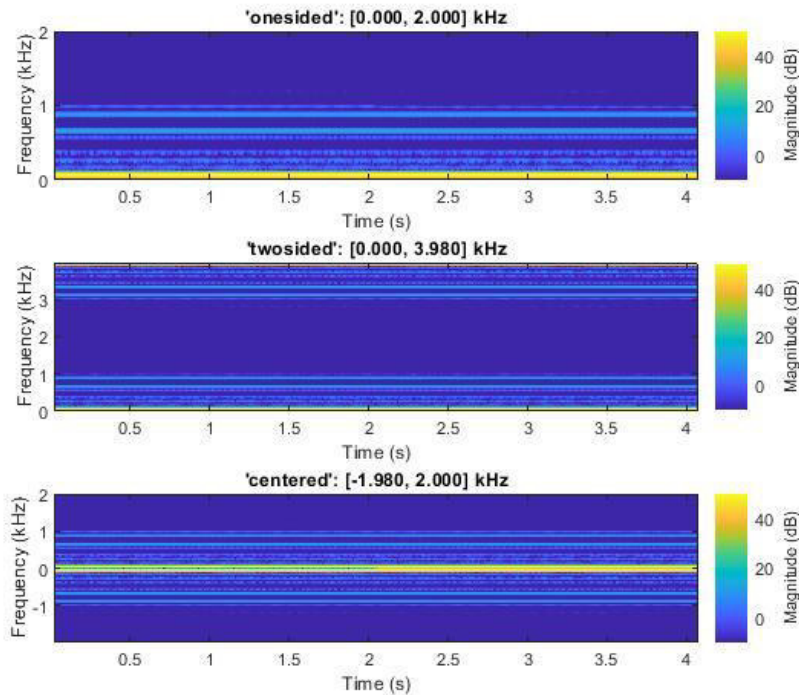 'onesided': [0.000, 2.000] kHz
Frequency (kHz)
2
1
0
0.5 1 1.5 2 2.5 3 3.5 4
Time (s)
40
20
0
Magnitude (dB)
'twosided': [0.000, 3.980] kHz
Frequency (kHz)
3
2
1
0
0.5 1 1.5 2 2.5 3 3.5 4
Time (s)
40
20
0
Magnitude (dB)
'centered': [-1.980, 2.000] kHz
Frequency (kHz)
2
1
0
-1
0.5 1 1.5 2 2.5 3 3.5 4
Time (s)
40
20
0
Magnitude (dB)